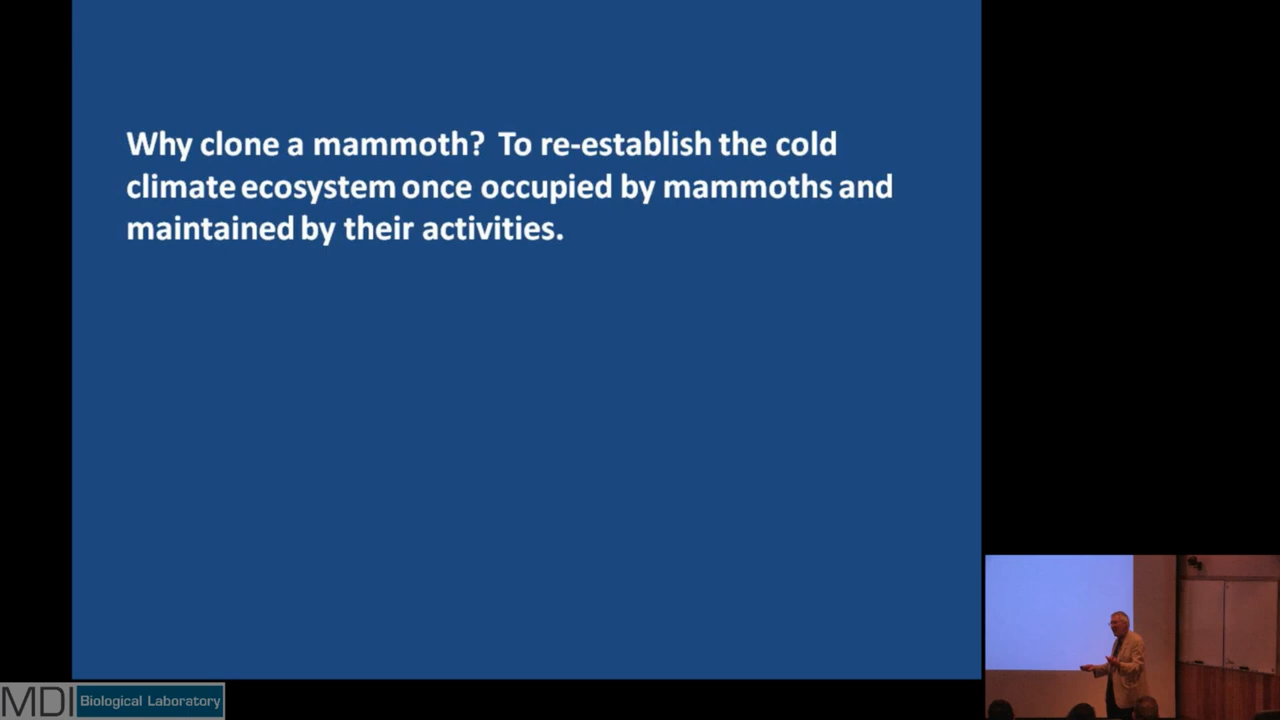 Why clone a mammoth? To re-establish the cold
climate ecosystem once occupied by mammoths and
maintained by their activities.
MDI Biological Laboratory